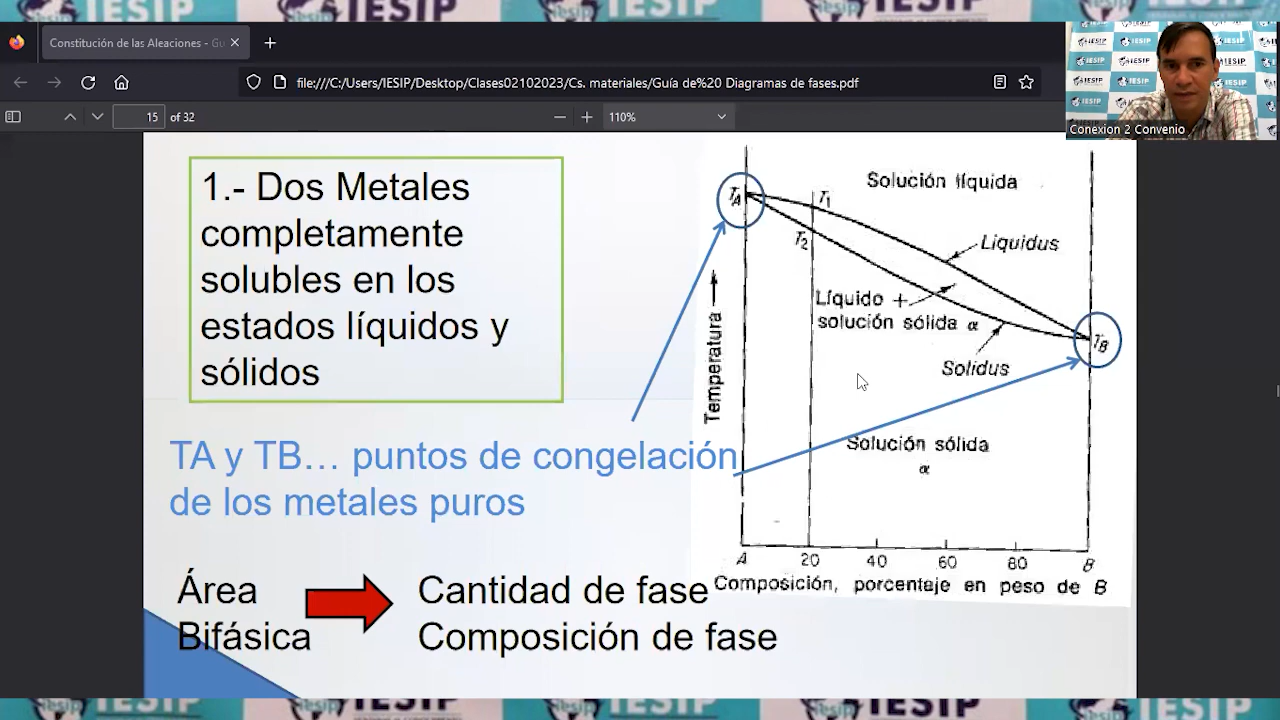 IESIP
Constitución de las Aleaciones - Gu
file:///C:/Users/IESIP/Desktop/Clases02102023/Cs. materiales/Guía de%20 Diagramas de fases.pdf
15 of 32
110%
IESIP
Conexion 2 Convenio
1.- Dos Metales
completamente
solubles en los
estados líquidos y
sólidos
TA y TB… puntos de congelación
de los metales puros
Área
Bifásica
Cantidad de fase
Composición de fase
Solución líquida
TA
T1
T2
Liquidus
Líquido +
solución sólida α
TB
Solidus
Temperatura
Solución sólida
α
A 20 40 60 80 B
Composición, porcentaje en peso de B
IESIP